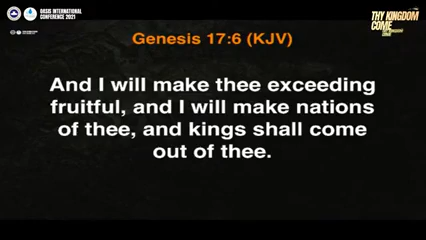 OASIS INTERNATIONAL
CONFERENCE 2021
THY KINGDOM
COME
Genesis 17:6 (KJV)
And I will make thee exceeding
fruitful, and I will make nations
of thee, and kings shall come
out of thee.